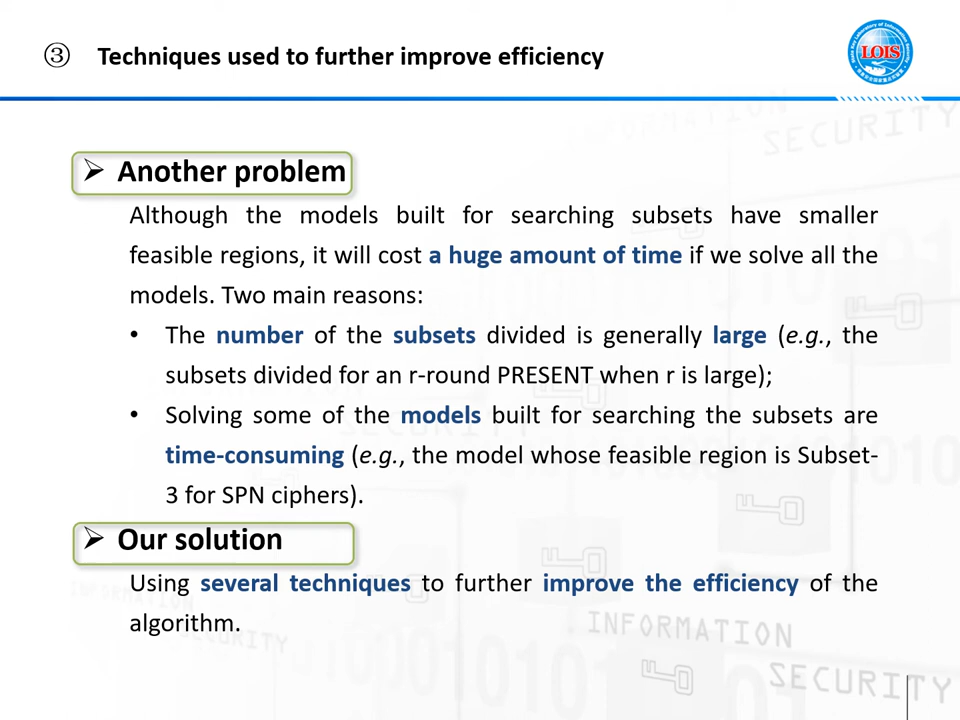 ③ Techniques used to further improve efficiency
LOIS
➢ Another problem
Although the models built for searching subsets have smaller
feasible regions, it will cost a huge amount of time if we solve all the
models. Two main reasons:
• The number of the subsets divided is generally large (e.g., the
subsets divided for an r-round PRESENT when r is large);
• Solving some of the models built for searching the subsets are
time-consuming (e.g., the model whose feasible region is Subset-
3 for SPN ciphers).
➢ Our solution
Using several techniques to further improve the efficiency of the
algorithm.
SECURITY
INFORMATION
SECURITY